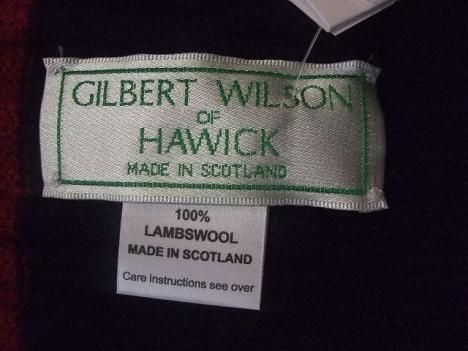 GILBERT WILSON
OF
HAWICK
MADE IN SCOTLAND
100%
LAMBSWOOL
MADE IN SCOTLAND
Care instructions see over